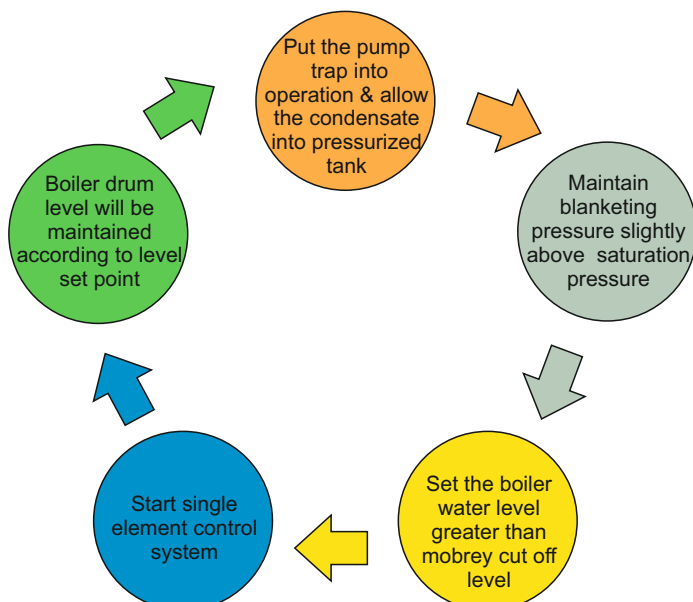 Put the pump
trap into
operation & allow
the condensate
into pressurized
tank
Maintain
blanketing
pressure slightly
above saturation
pressure
Set the boiler
water level
greater than
mobrey cut off
level
Start single
element control
system
Boiler drum
level will be
maintained
according to level
set point